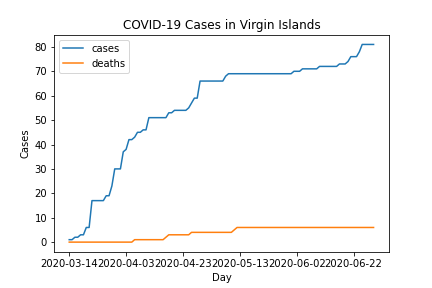 COVID-19 Cases in Virgin Islands
cases
deaths
80
70
60
50
40
30
20
10
0
Cases
2020-03-14 2020-04-03 2020-04-23 2020-05-13 2020-06-02 2020-06-22
Day